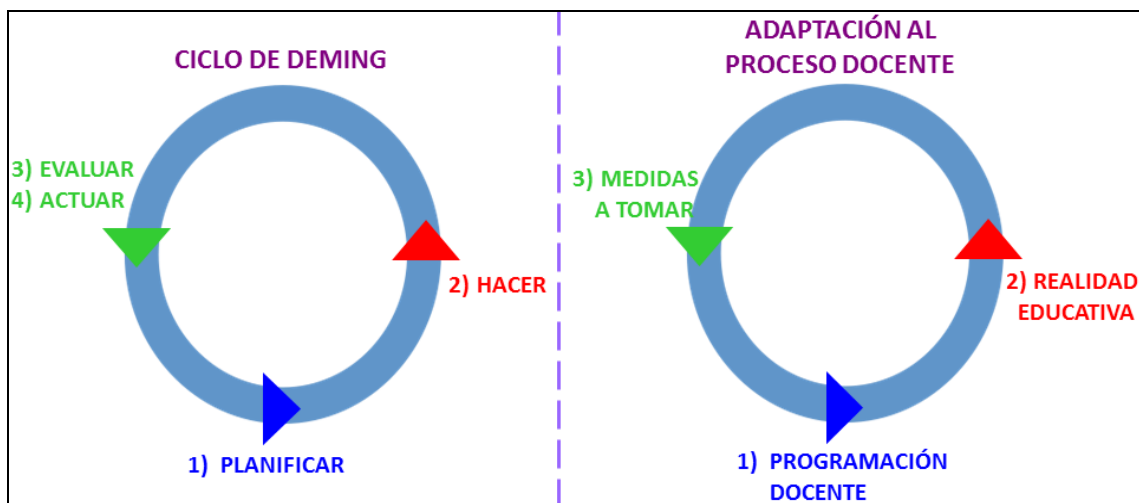 CICLO DE DEMING
3) EVALUAR
4) ACTUAR
2) HACER
1) PLANIFICAR
ADAPTACIÓN AL
PROCESO DOCENTE
3) MEDIDAS
A TOMAR
2) REALIDAD
EDUCATIVA
1) PROGRAMACIÓN
DOCENTE